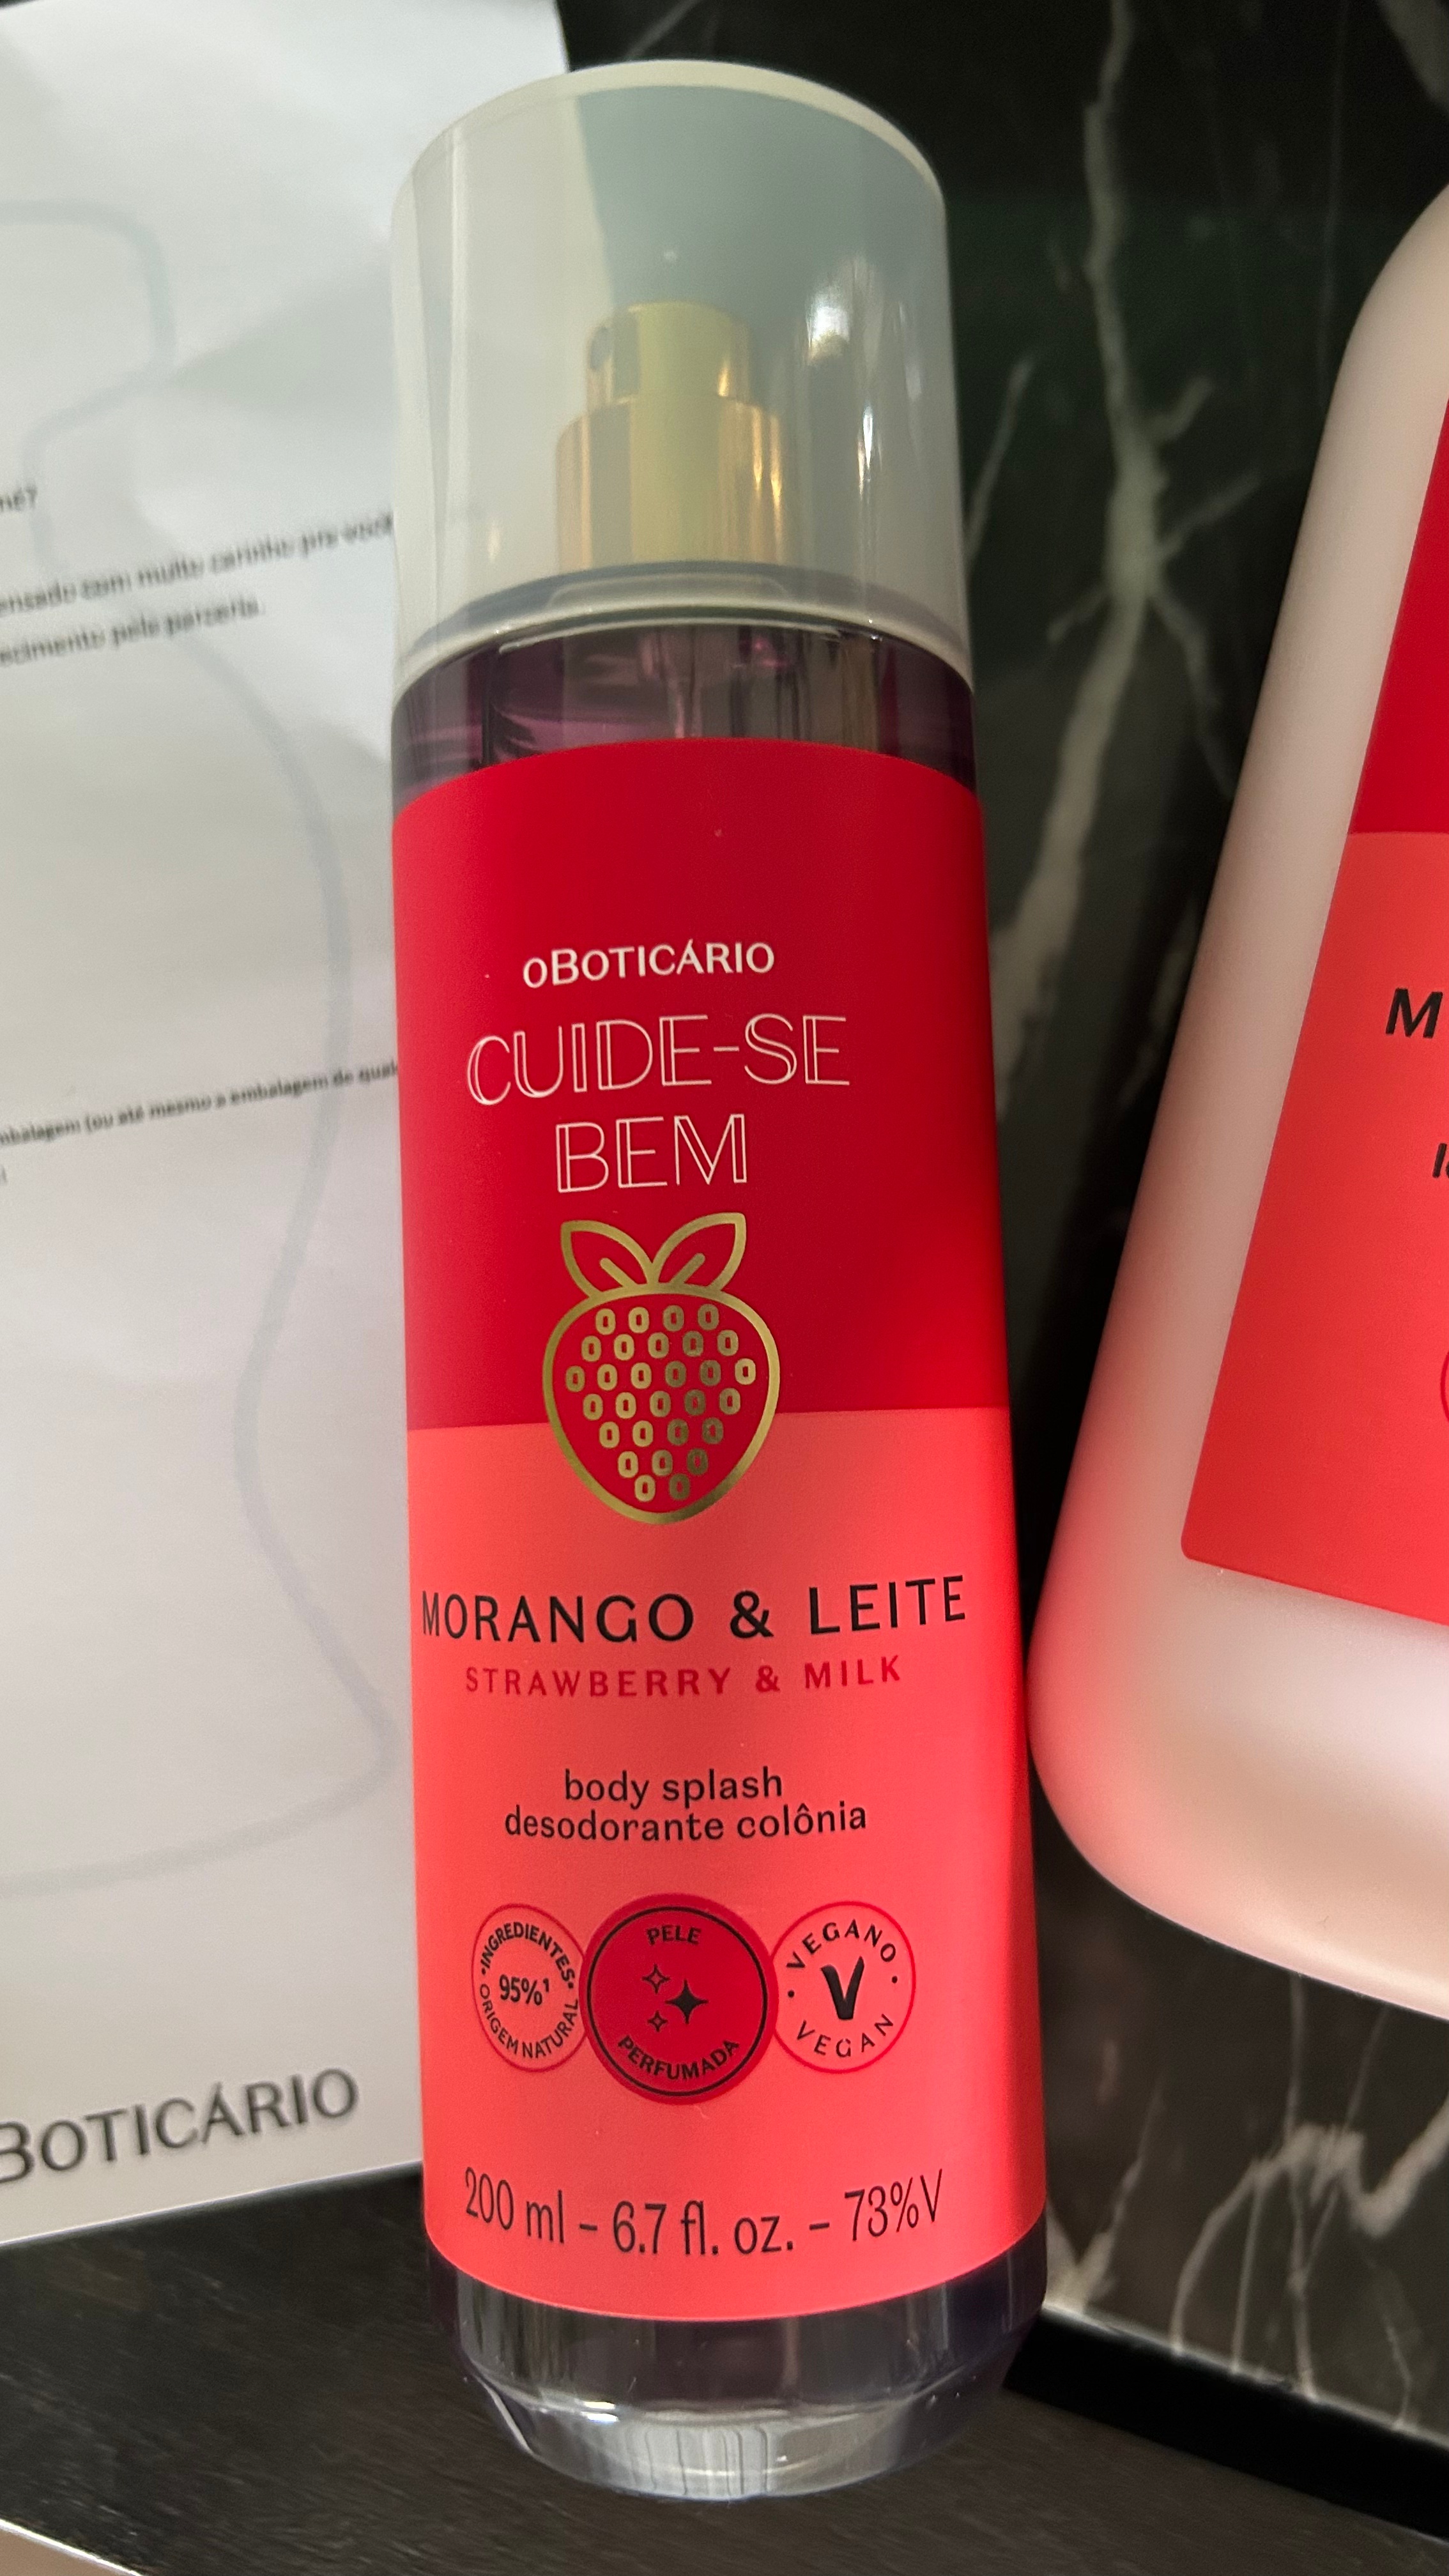 né?
ensado com muito carinho pra você
ecimento pela parceria.
mbalagem (ou até mesmo a embalagem de qual
BOTICÁRIO
oBOTICÁRIO
CUIDE-SE
BEM
MORANGO & LEITE
STRAWBERRY & MILK
body splash
desodorante colônia
INGREDIENTES
95%¹
ORIGEM NATURAL
PELE
PERFUMADA
VEGANO
V
VEGAN
200 ml – 6.7 fl. oz. – 73%V
M